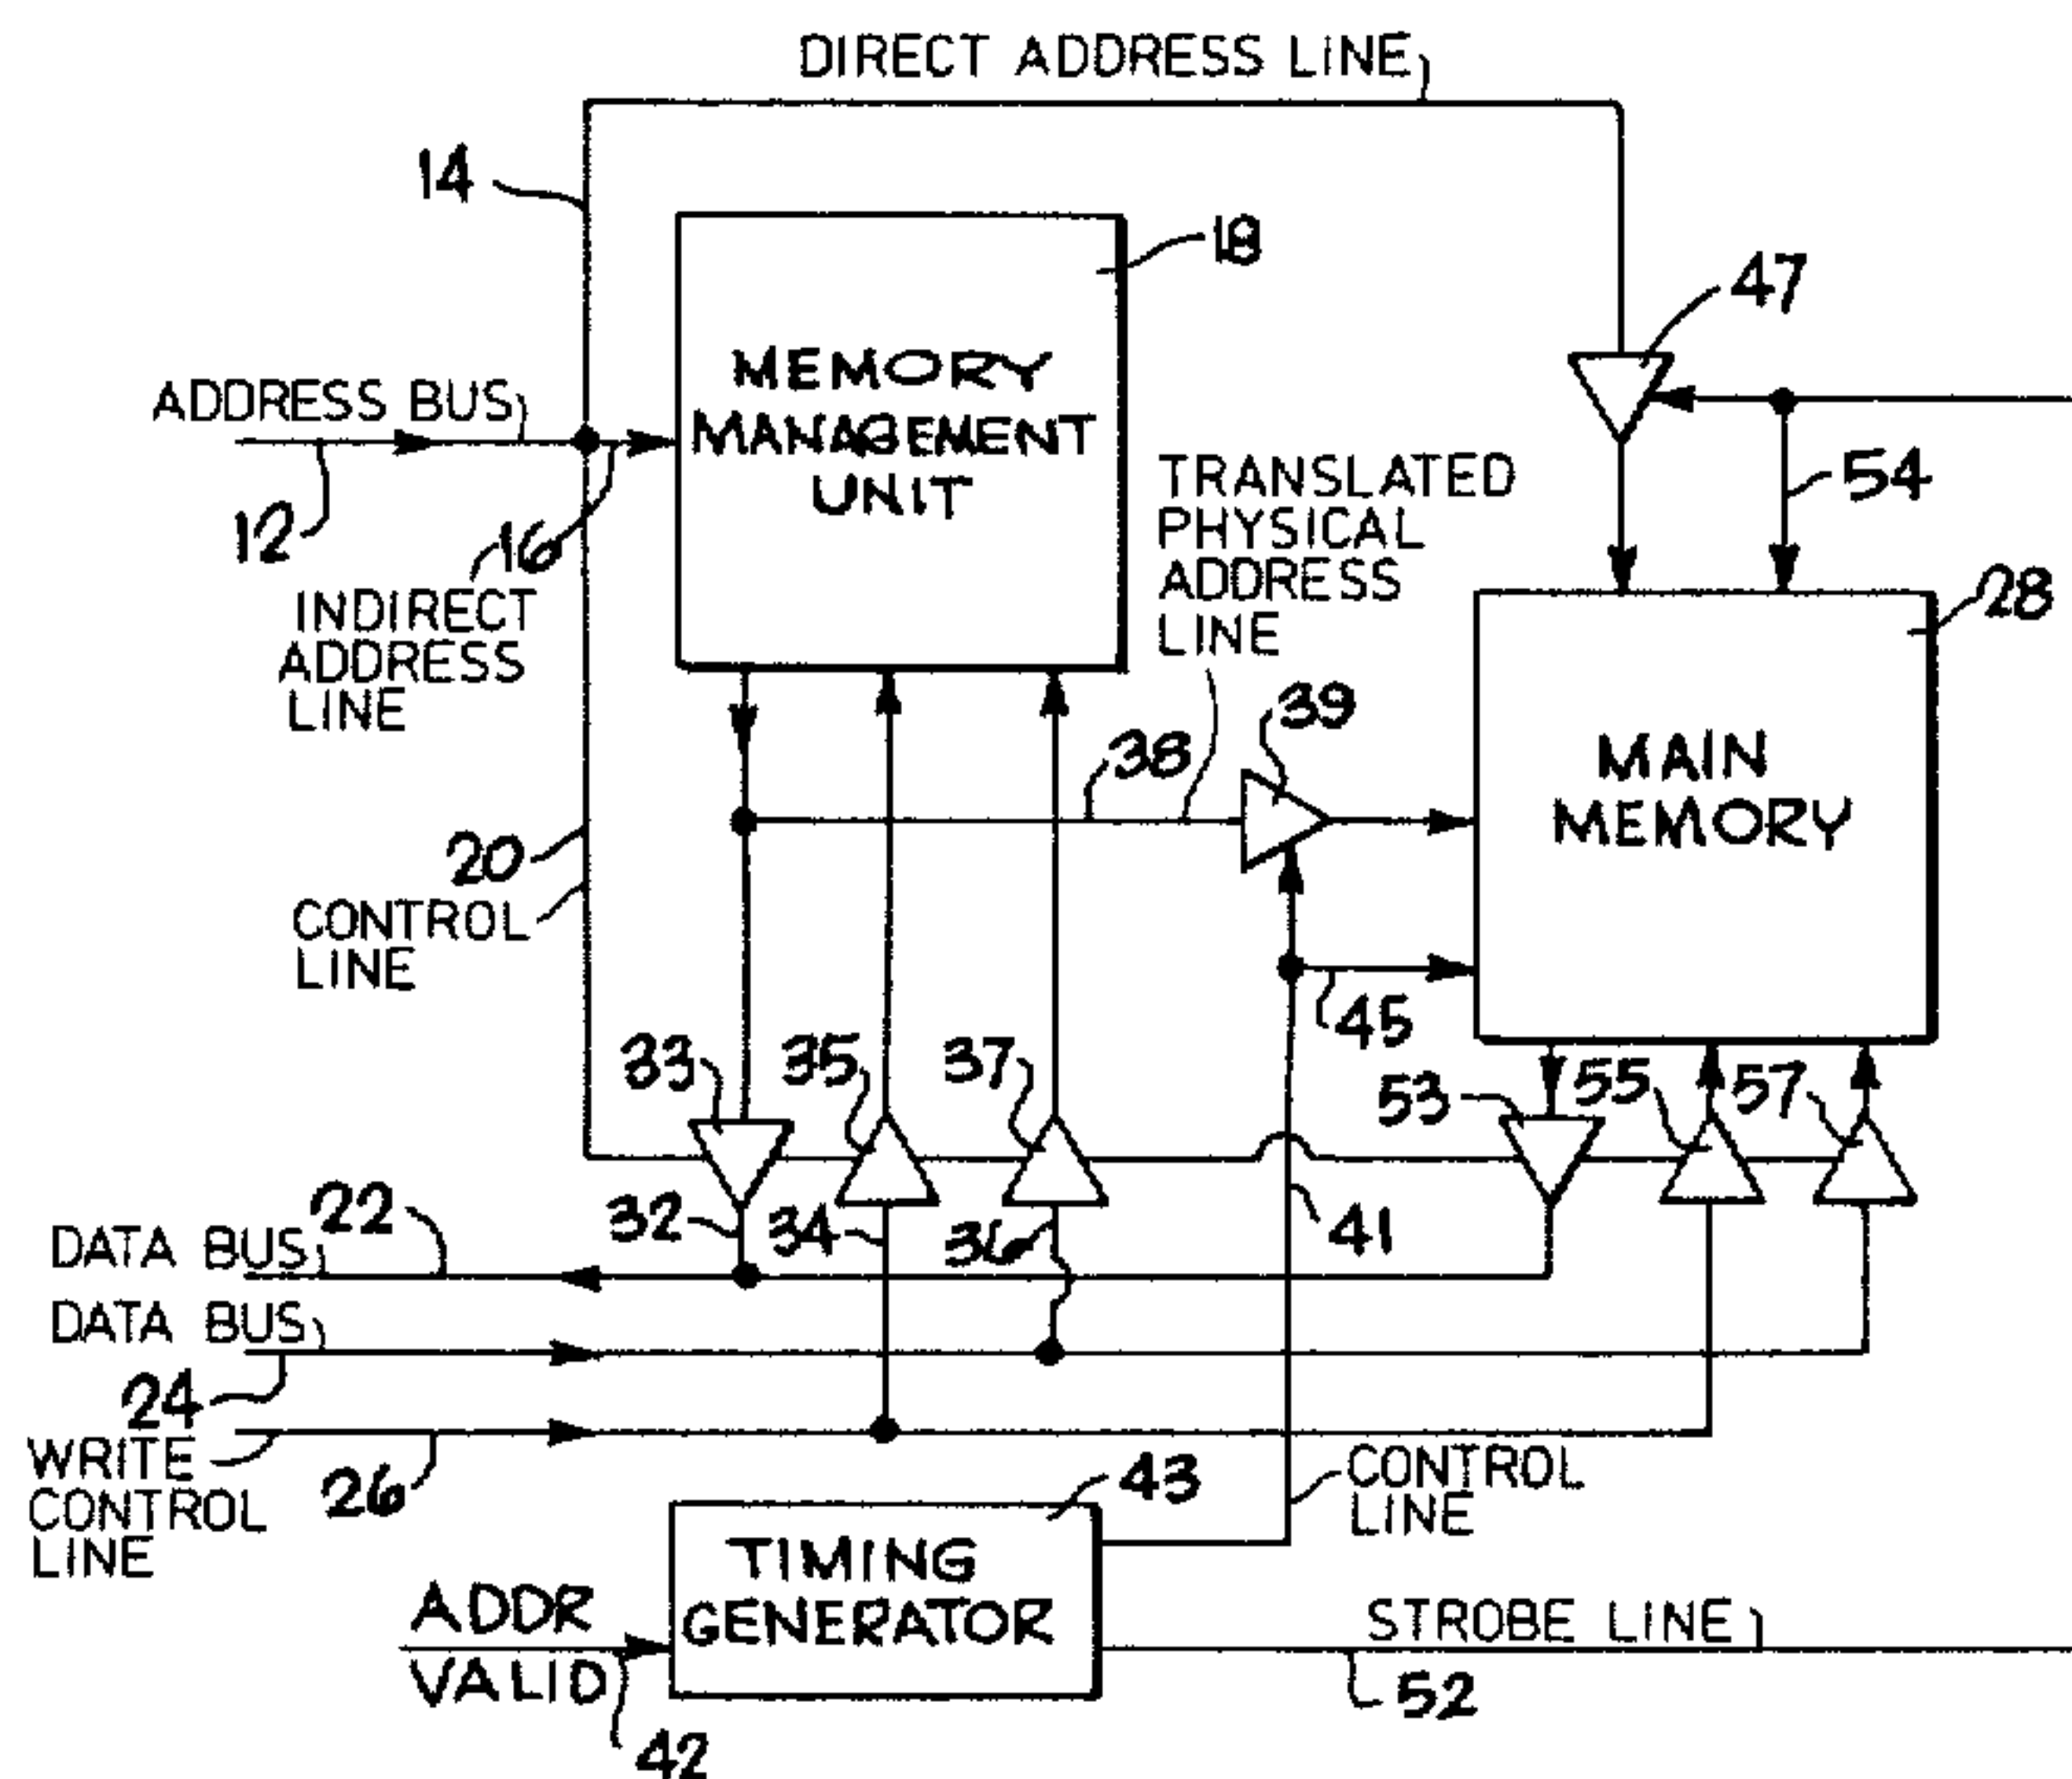 DIRECT ADDRESS LINE
14
18
47
MEMORY
MANAGEMENT
UNIT
ADDRESS BUS
12
16
INDIRECT
ADDRESS
LINE
TRANSLATED
PHYSICAL
ADDRESS
LINE
54
28
39
38
MAIN
MEMORY
20
CONTROL
LINE
45
33
35
37
53
55
57
32
34
36
41
22
DATA BUS
DATA BUS
24
WRITE
CONTROL
LINE
26
43
CONTROL
LINE
TIMING
GENERATOR
ADDR
VALID
42
STROBE LINE
52